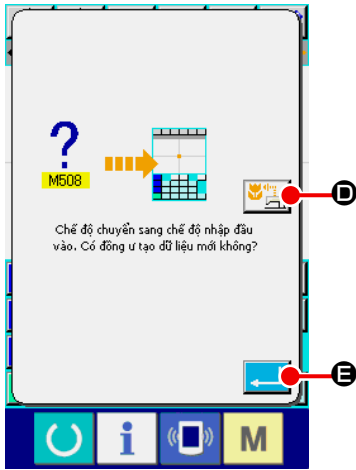 ?
M508
D
Chế độ chuyển sang chế độ nhập đầu
vào. Có đồng ư tạo dữ liệu mới không?
E
i
M